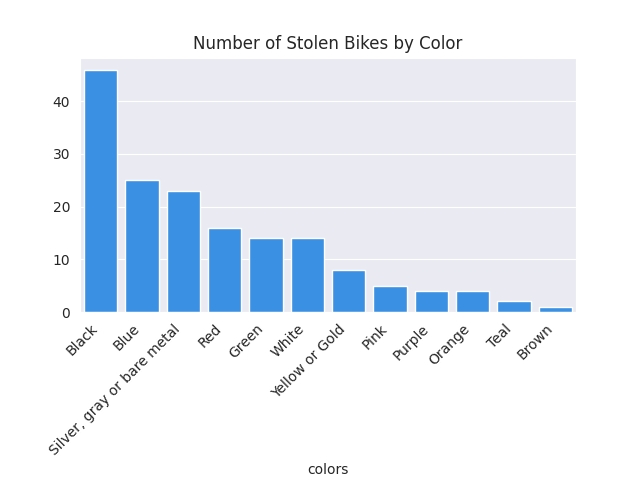 Number of Stolen Bikes by Color
40
30
20
10
0
Black
Blue
Silver, gray or bare metal
Red
Green
White
Yellow or Gold
Pink
Purple
Orange
Teal
Brown
colors